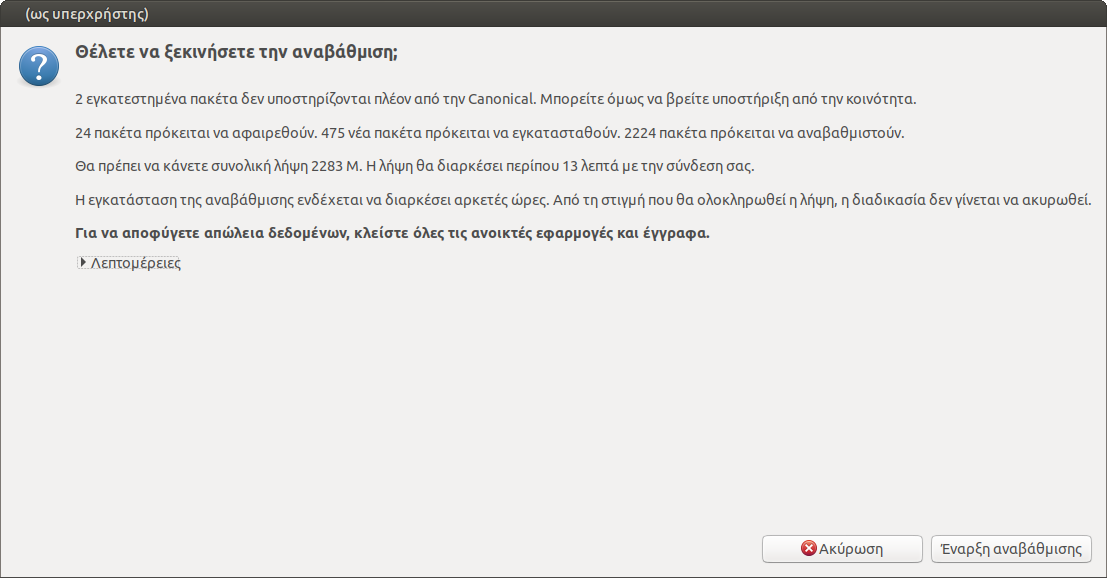 (ως υπερχρήστης)
Θέλετε να ξεκινήσετε την αναβάθμιση;
2 εγκατεστημένα πακέτα δεν υποστηρίζονται πλέον από την Canonical. Μπορείτε όμως να βρείτε υποστήριξη από την κοινότητα.
24 πακέτα πρόκειται να αφαιρεθούν. 475 νέα πακέτα πρόκειται να εγκατασταθούν. 2224 πακέτα πρόκειται να αναβαθμιστούν.
Θα πρέπει να κάνετε συνολική λήψη 2283 M. Η λήψη θα διαρκέσει περίπου 13 λεπτά με την σύνδεση σας.
Η εγκατάσταση της αναβάθμισης ενδέχεται να διαρκέσει αρκετές ώρες. Από τη στιγμή που θα ολοκληρωθεί η λήψη, η διαδικασία δεν γίνεται να ακυρωθεί.
Για να αποφύγετε απώλεια δεδομένων, κλείστε όλες τις ανοικτές εφαρμογές και έγγραφα.
Λεπτομέρειες
Ακύρωση
Έναρξη αναβάθμισης